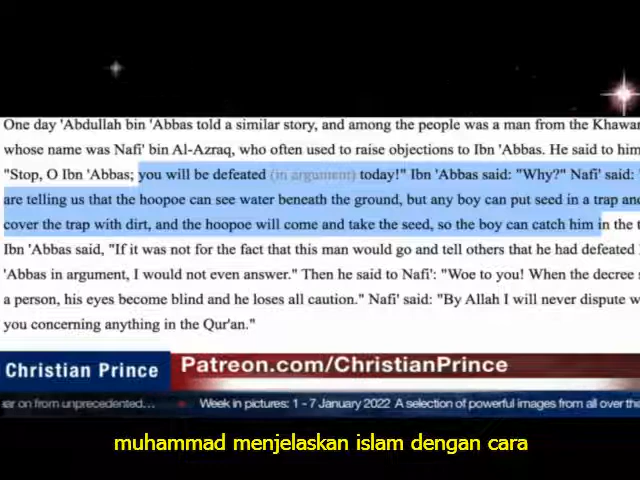 One day 'Abdullah bin 'Abbas told a similar story, and among the people was a man from the Khawar
whose name was Nafi' bin Al-Azraq, who often used to raise objections to Ibn 'Abbas. He said to him
"Stop, O Ibn 'Abbas; you will be defeated (in argument) today!" Ibn 'Abbas said: "Why?" Nafi' said: "
are telling us that the hoopoe can see water beneath the ground, but any boy can put seed in a trap and
cover the trap with dirt, and the hoopoe will come and take the seed, so the boy can catch him in the t
Ibn 'Abbas said, "If it was not for the fact that this man would go and tell others that he had defeated I
'Abbas in argument, I would not even answer." Then he said to Nafi': "Woe to you! When the decree s
a person, his eyes become blind and he loses all caution." Nafi' said: "By Allah I will never dispute w
you concerning anything in the Qur'an."
Christian Prince Patreon.com/ChristianPrince
ear on from unprecedented... Week in pictures: 1 - 7 January 2022 A selection of powerful images from all over the
muhammad menjelaskan islam dengan cara